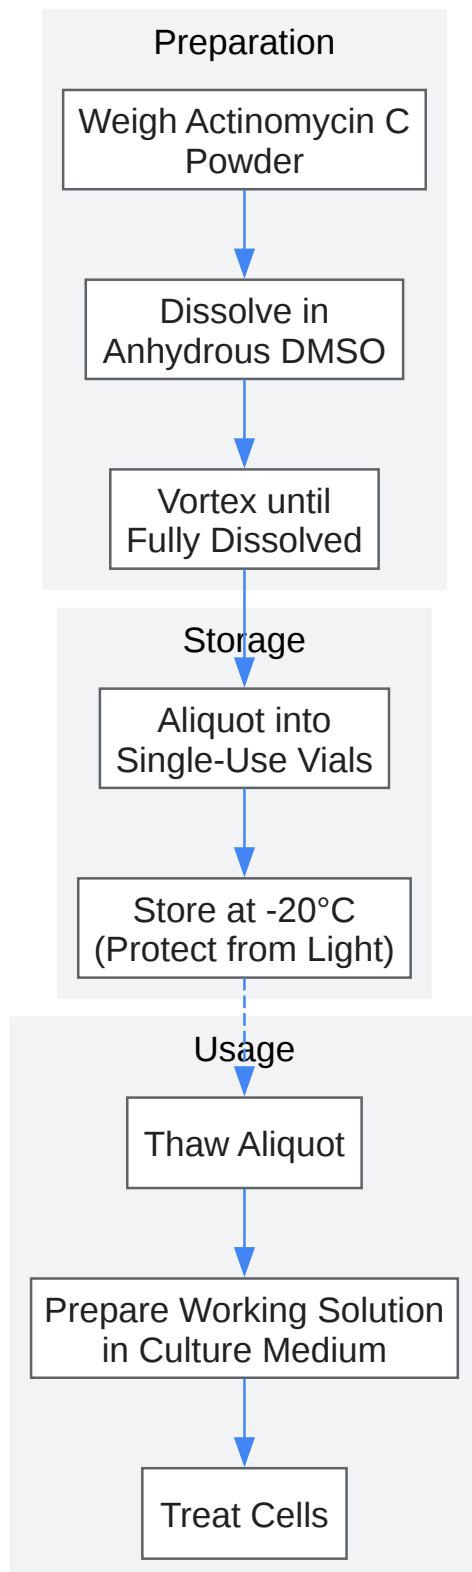 Preparation
Weigh Actinomycin C
Powder
Dissolve in
Anhydrous DMSO
Vortex until
Fully Dissolved
Storage
Aliquot into
Single-Use Vials
Store at -20°C
(Protect from Light)
Usage
Thaw Aliquot
Prepare Working Solution
in Culture Medium
Treat Cells